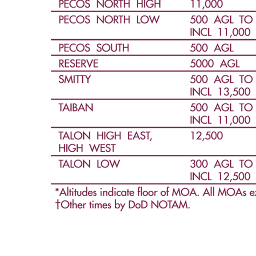 PECOS NORTH HIGH 11,000
PECOS NORTH LOW 500 AGL TO
INCL 11,000
PECOS SOUTH 500 AGL
RESERVE 5000 AGL
SMITTY 500 AGL TO
INCL 13,500
TAIBAN 500 AGL TO
INCL 11,000
TALON HIGH EAST, 12,500
HIGH WEST
TALON LOW 300 AGL TO
INCL 12,500
*Altitudes indicate floor of MOA. All MOAs
†Other times by DoD NOTAM.